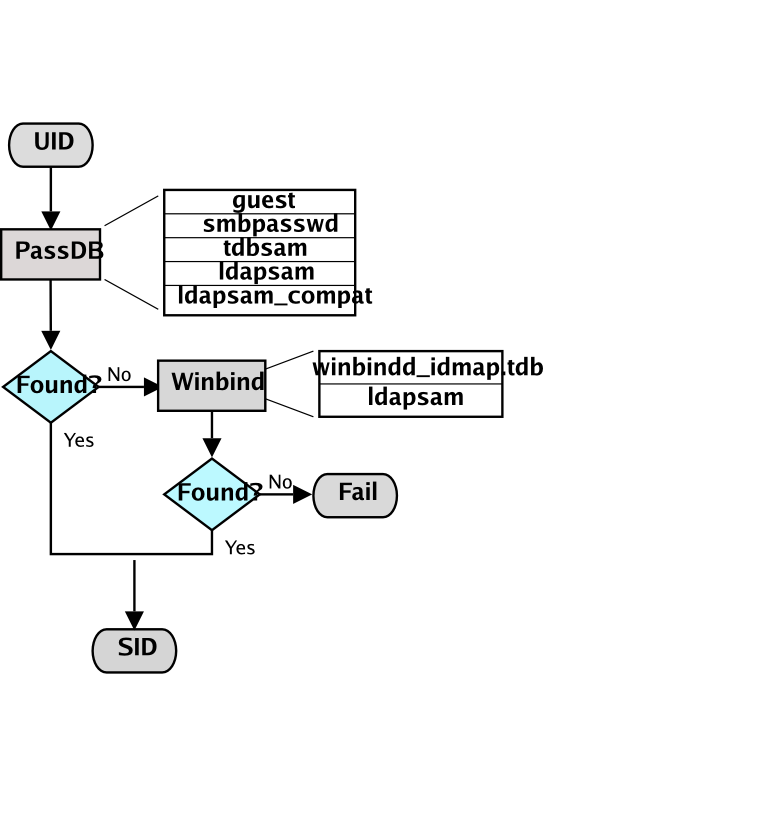 UID
PassDB
guest
smbpasswd
tdbsam
ldapsam
ldapsam_compat
Found?
No
Yes
Winbind
winbindd_idmap.tdb
ldapsam
Found?
No
Fail
Yes
SID